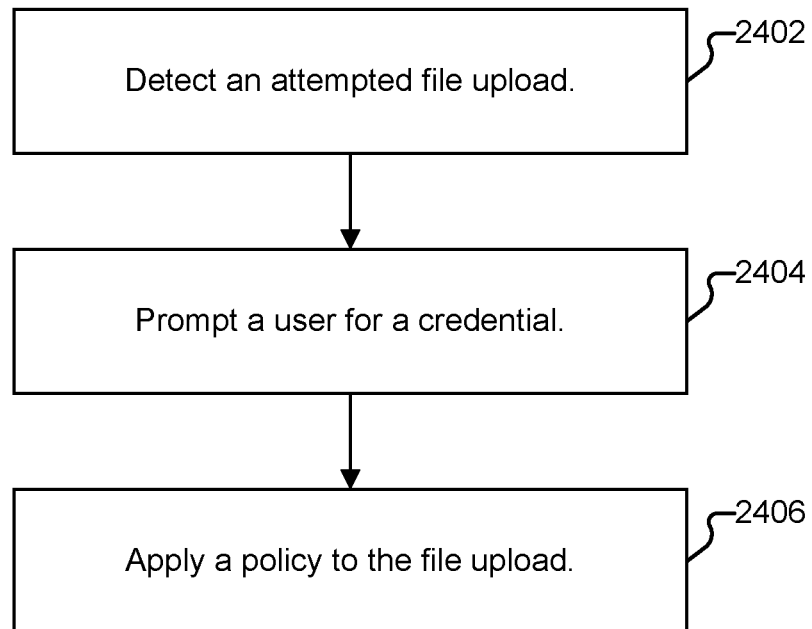 2402
Detect an attempted file upload.
2404
Prompt a user for a credential.
2406
Apply a policy to the file upload.